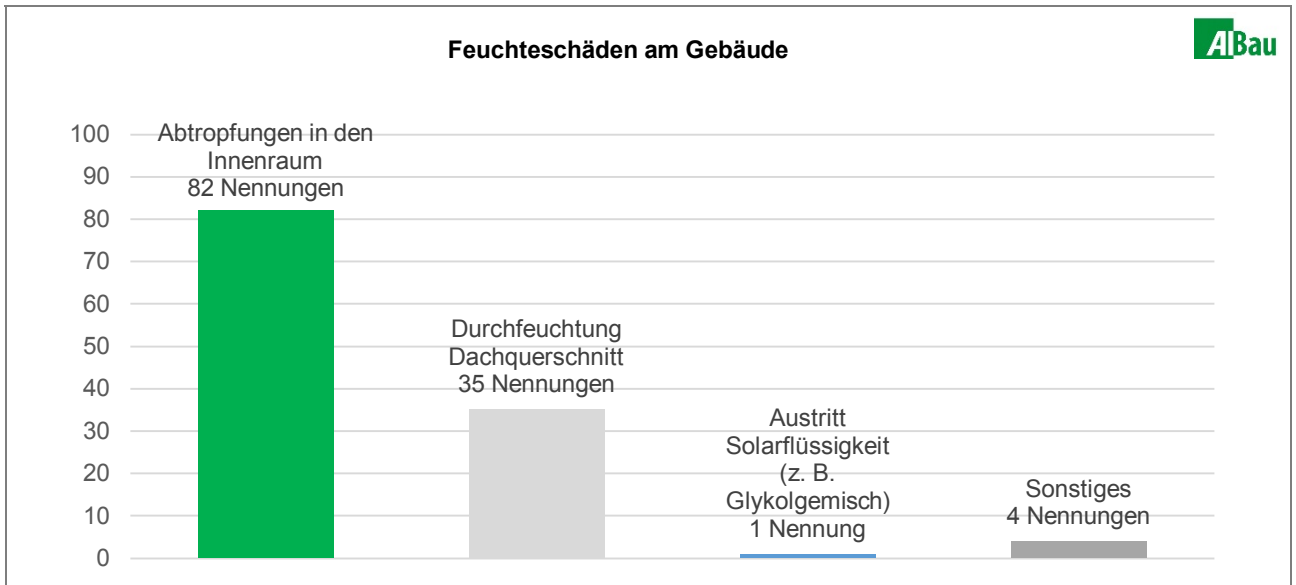 Feuchteschäden am Gebäude
AIBau
100
90
80
70
60
50
40
30
20
10
0
Abtropfungen in den
Innenraum
82 Nennungen
Durchfeuchtung
Dachquerschnitt
35 Nennungen
Austritt
Solarflüssigkeit
(z. B.
Glykolgemisch)
1 Nennung
Sonstiges
4 Nennungen